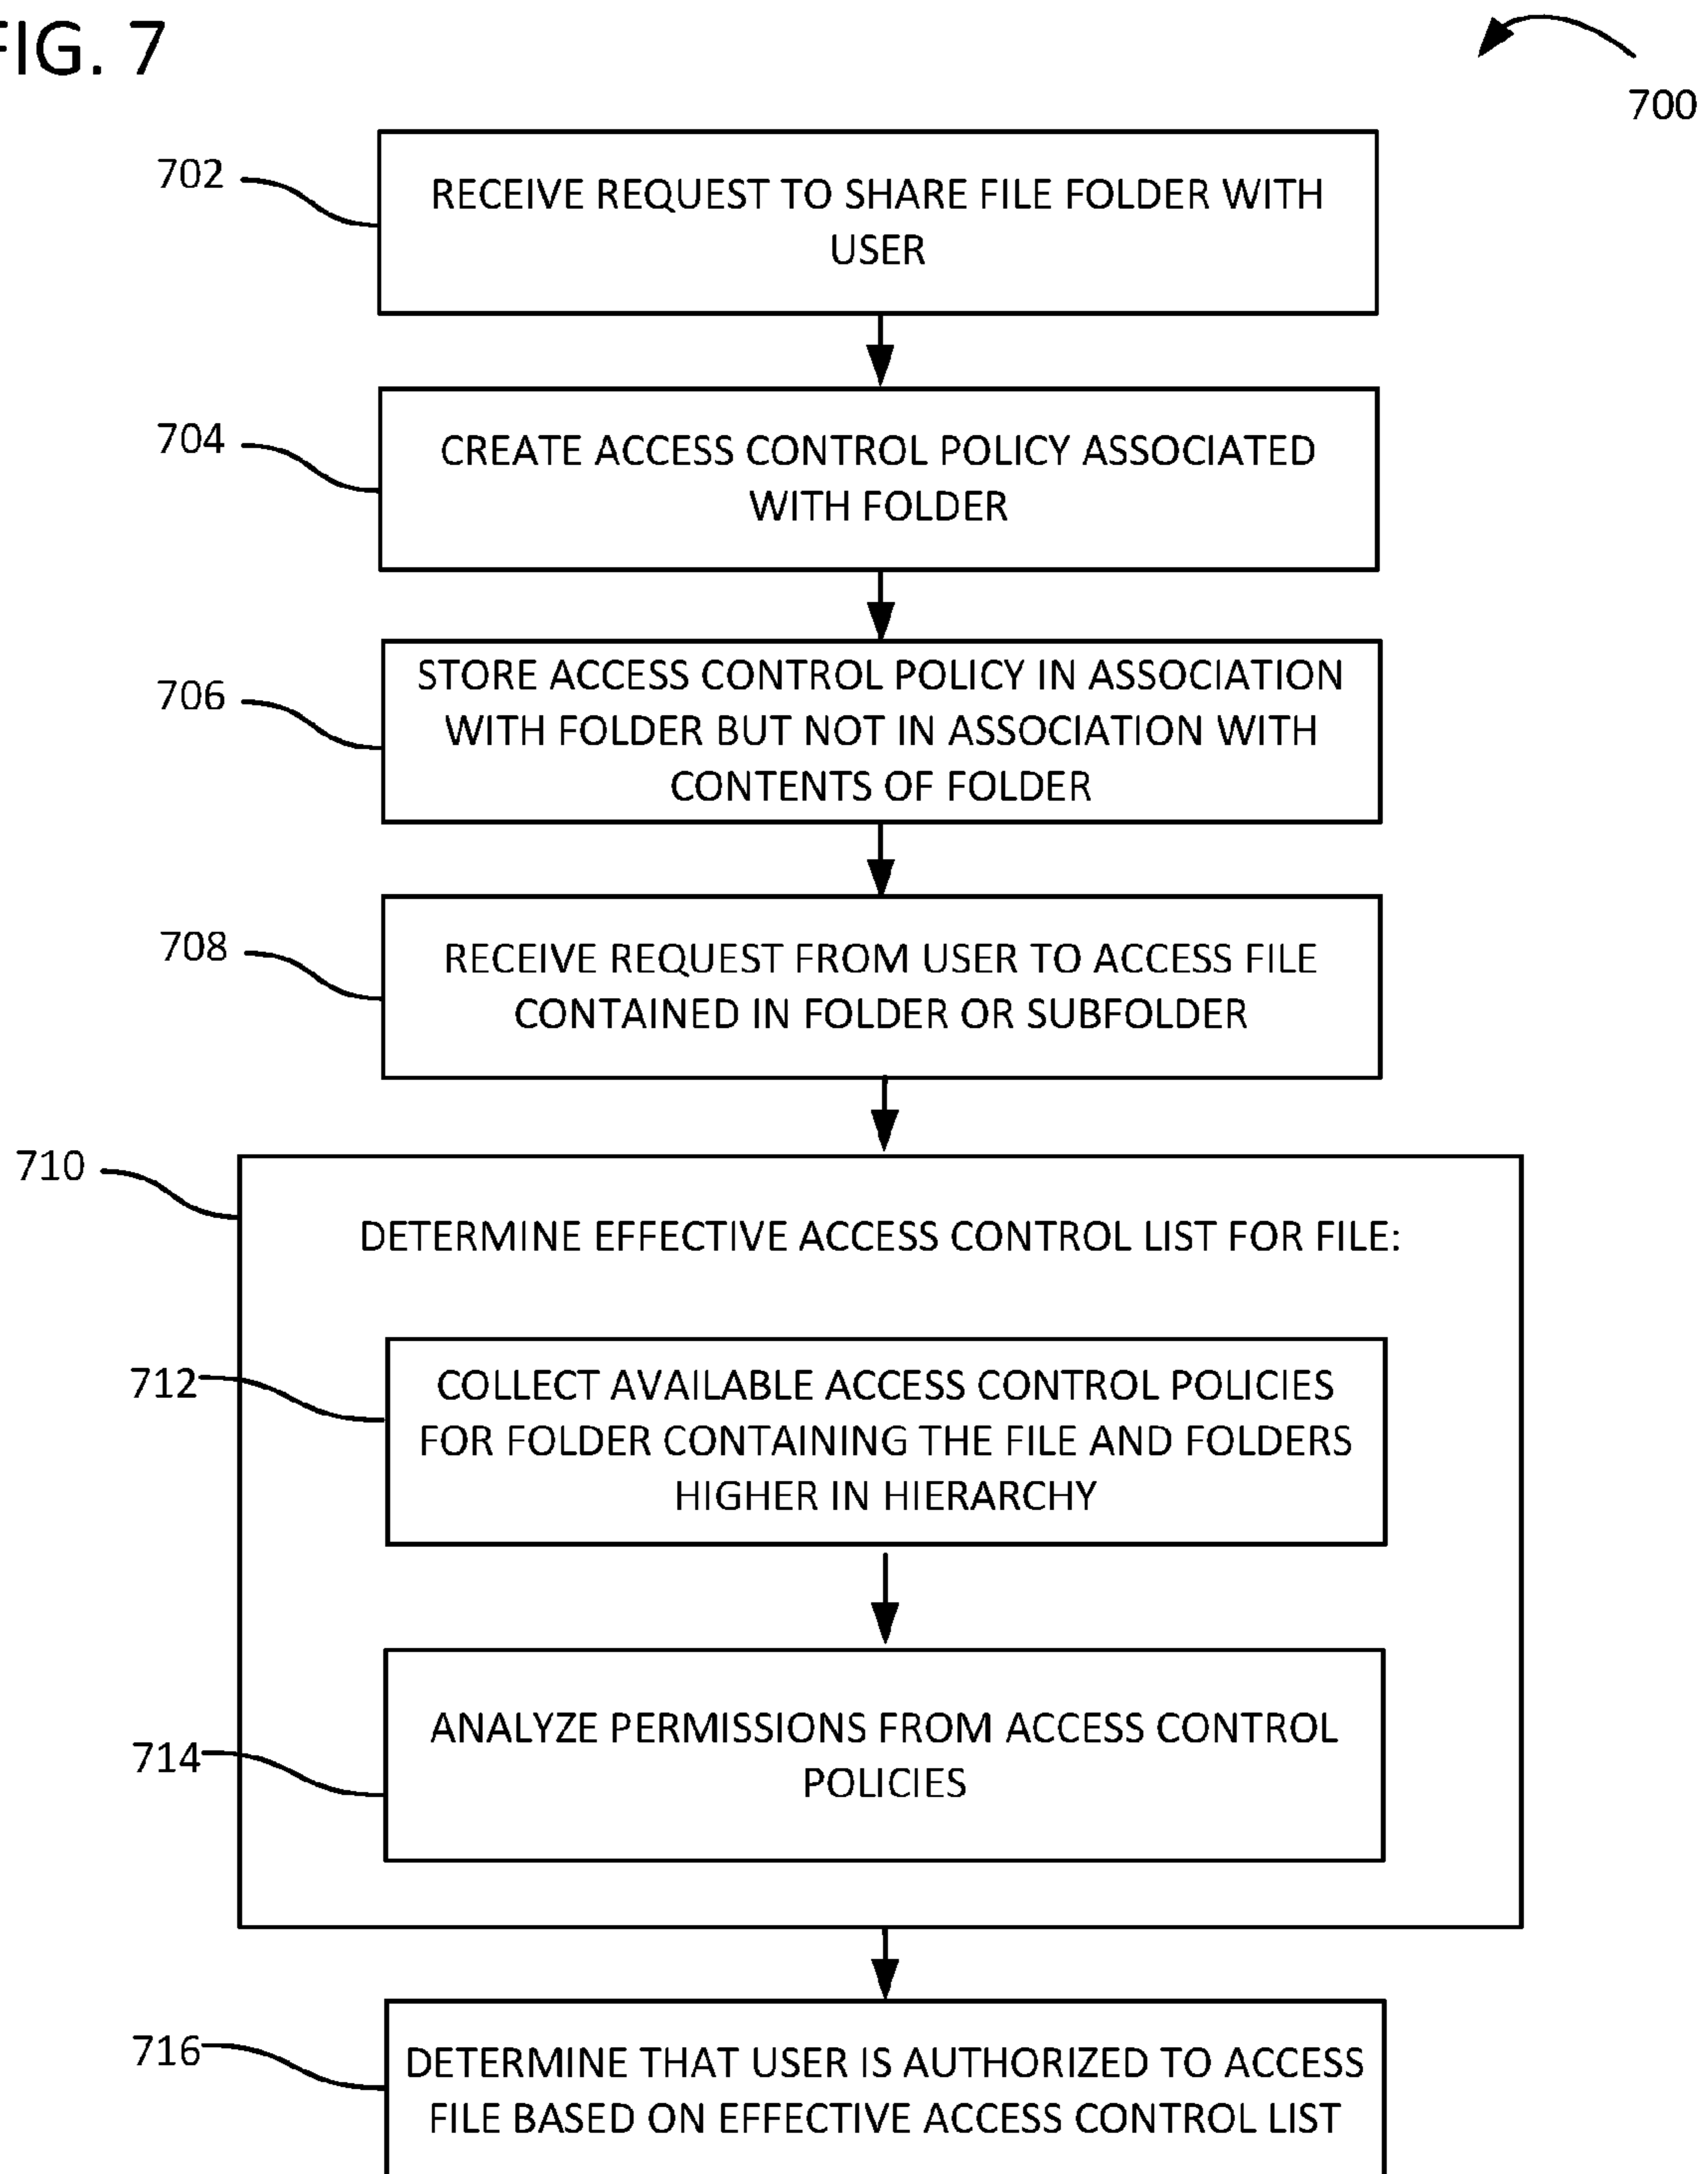 FIG. 7
700
702
RECEIVE REQUEST TO SHARE FILE FOLDER WITH
USER
704
CREATE ACCESS CONTROL POLICY ASSOCIATED
WITH FOLDER
706
STORE ACCESS CONTROL POLICY IN ASSOCIATION
WITH FOLDER BUT NOT IN ASSOCIATION WITH
CONTENTS OF FOLDER
708
RECEIVE REQUEST FROM USER TO ACCESS FILE
CONTAINED IN FOLDER OR SUBFOLDER
710
DETERMINE EFFECTIVE ACCESS CONTROL LIST FOR FILE:
712
COLLECT AVAILABLE ACCESS CONTROL POLICIES
FOR FOLDER CONTAINING THE FILE AND FOLDERS
HIGHER IN HIERARCHY
714
ANALYZE PERMISSIONS FROM ACCESS CONTROL
POLICIES
716
DETERMINE THAT USER IS AUTHORIZED TO ACCESS
FILE BASED ON EFFECTIVE ACCESS CONTROL LIST